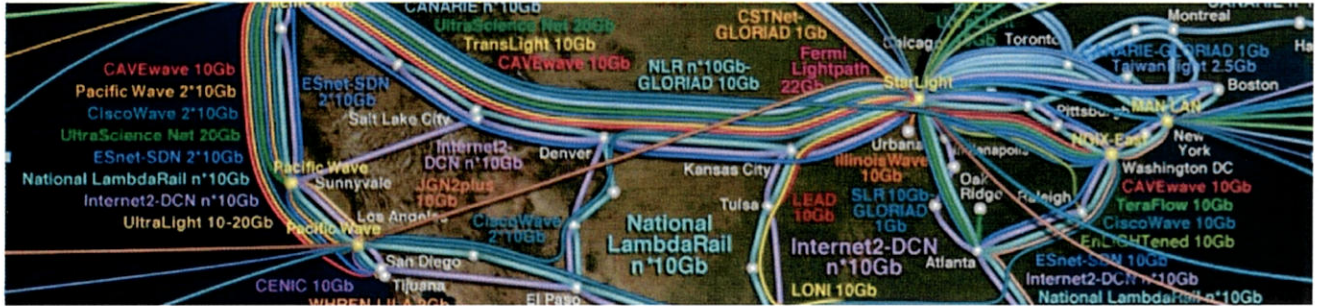 Pacific Wave
CANARIE n*10Gb
UltraScience Net 20Gb
TransLight 10Gb
CAVEwave 10Gb
CSTNet-
GLORIAD 1Gb
NLR n*10Gb-
GLORIAD 10Gb
Fermi
Lightpath
22Gb
Chicago
StarLight
Toronto
Montreal
CANARIE-GLORIAD 1Gb
TaiwanLight 2.5Gb
Boston
MAN LAN
New
York
Pittsburgh
NGIX-East
Washington DC
CAVEwave 10Gb
Pacific Wave 2*10Gb
CiscoWave 2*10Gb
UltraScience Net 20Gb
ESnet-SDN 2*10Gb
National LambdaRail n*10Gb
Internet2-DCN n*10Gb
UltraLight 10-20Gb
ESnet-SDN
2*10Gb
Salt Lake City
Pacific Wave
Sunnyvale
Internet2-
DCN n*10Gb
Denver
JGN2plus
10Gb
Los Angeles
Pacific Wave
CiscoWave
2*10Gb
San Diego
Tijuana
CENIC 10Gb
WHREN-LILA
El Paso
Kansas City
Tulsa
National
LambdaRail
n*10Gb
Urbana
IllinoisWave
10Gb
Indianapolis
Oak
Ridge
Raleigh
LEAD
10Gb
SLR 10Gb-
GLORIAD
1Gb
Internet2-DCN
n*10Gb
Atlanta
LONI 10Gb
CAVEwave 10Gb
TeraFlow 10Gb
CiscoWave 10Gb
EnLIGHTened 10Gb
ESnet-SDN 10Gb
Internet2-DCN n*10Gb
National LambdaRail n*10Gb